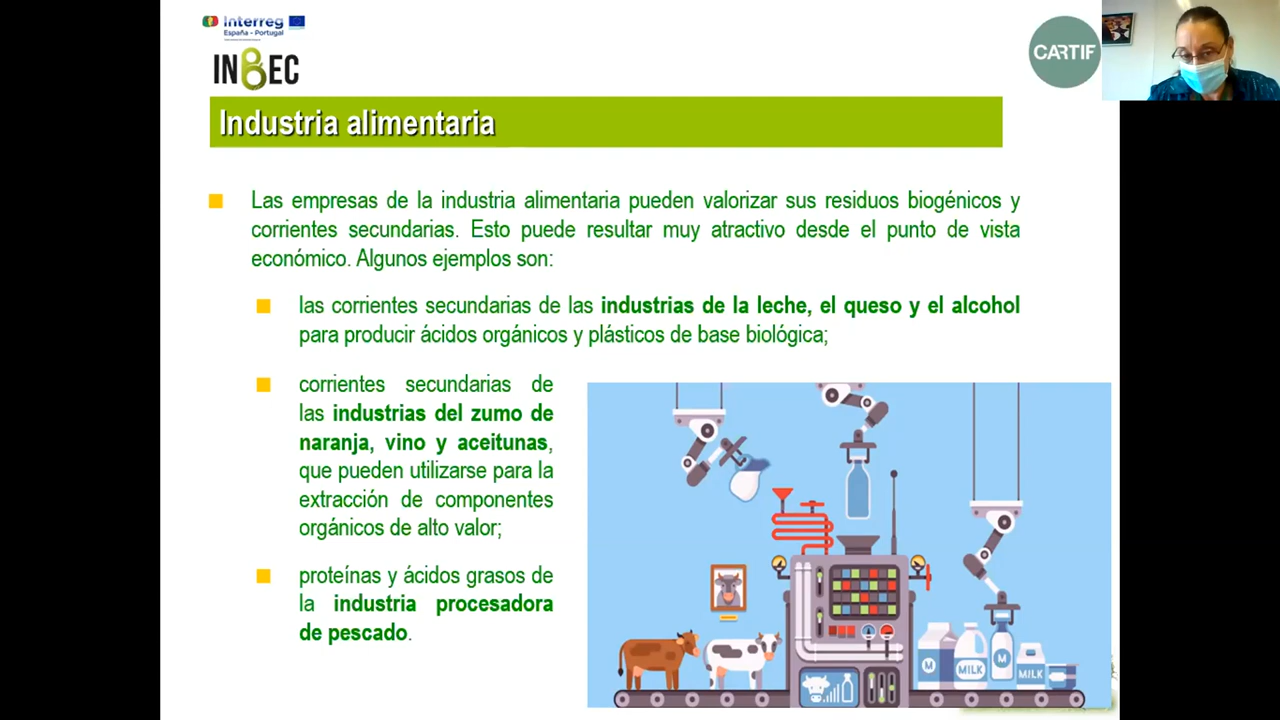 Interreg
España - Portugal
INBEC
CARTIF
Industria alimentaria
Las empresas de la industria alimentaria pueden valorizar sus residuos biogénicos y
corrientes secundarias. Esto puede resultar muy atractivo desde el punto de vista
económico. Algunos ejemplos son:
las corrientes secundarias de las industrias de la leche, el queso y el alcohol
para producir ácidos orgánicos y plásticos de base biológica;
corrientes secundarias de
las industrias del zumo de
naranja, vino y aceitunas,
que pueden utilizarse para la
extracción de componentes
orgánicos de alto valor;
proteínas y ácidos grasos de
la industria procesadora
de pescado.
M
MILK
M
MILK